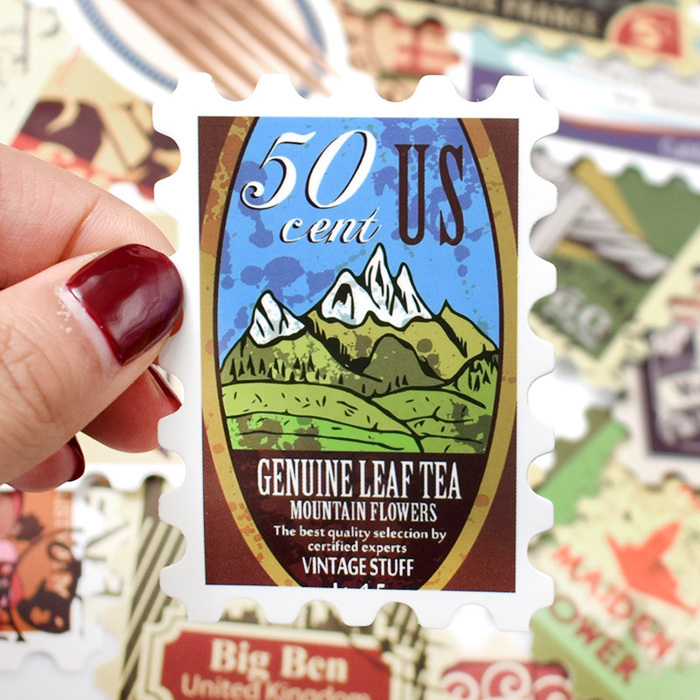 50
cent
US
GENUINE LEAF TEA
MOUNTAIN FLOWERS
The best quality selection by
certified experts
VINTAGE STUFF
Big Ben
United Kingdom
MAIDEN